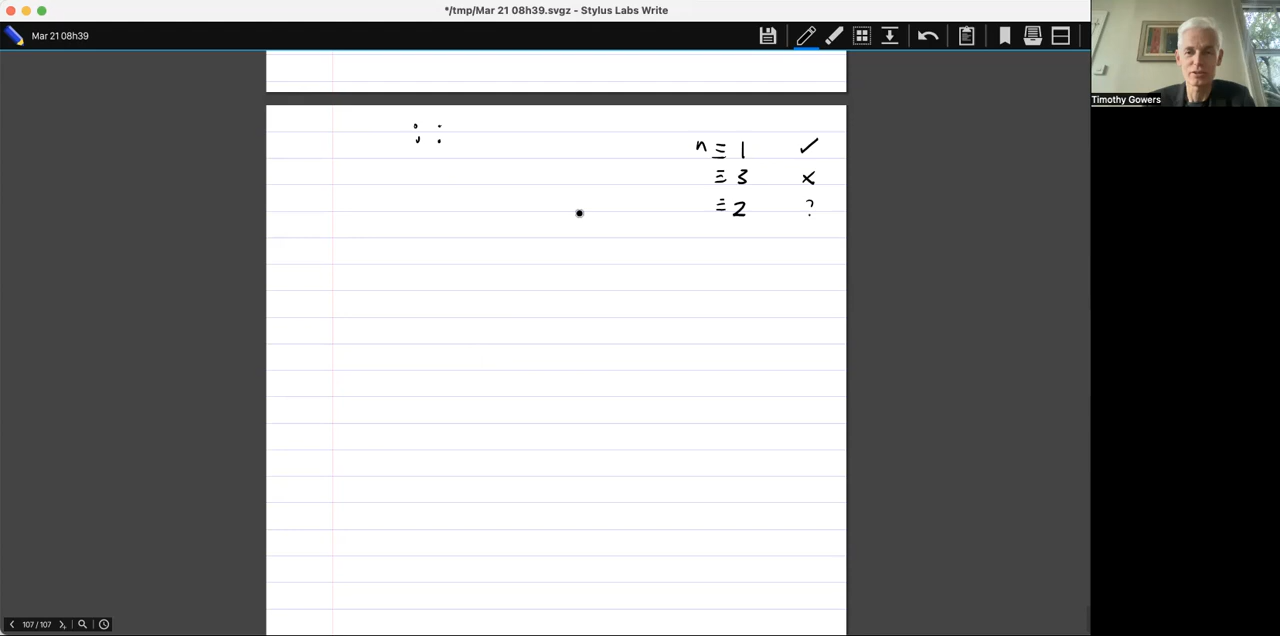 */tmp/Mar 21 08h39.svgz - Stylus Labs Write
Mar 21 08h39
Timothy Gowers
n ≡ 1 ✓
≡ 3 ×
≡ 2 ?
107 / 107